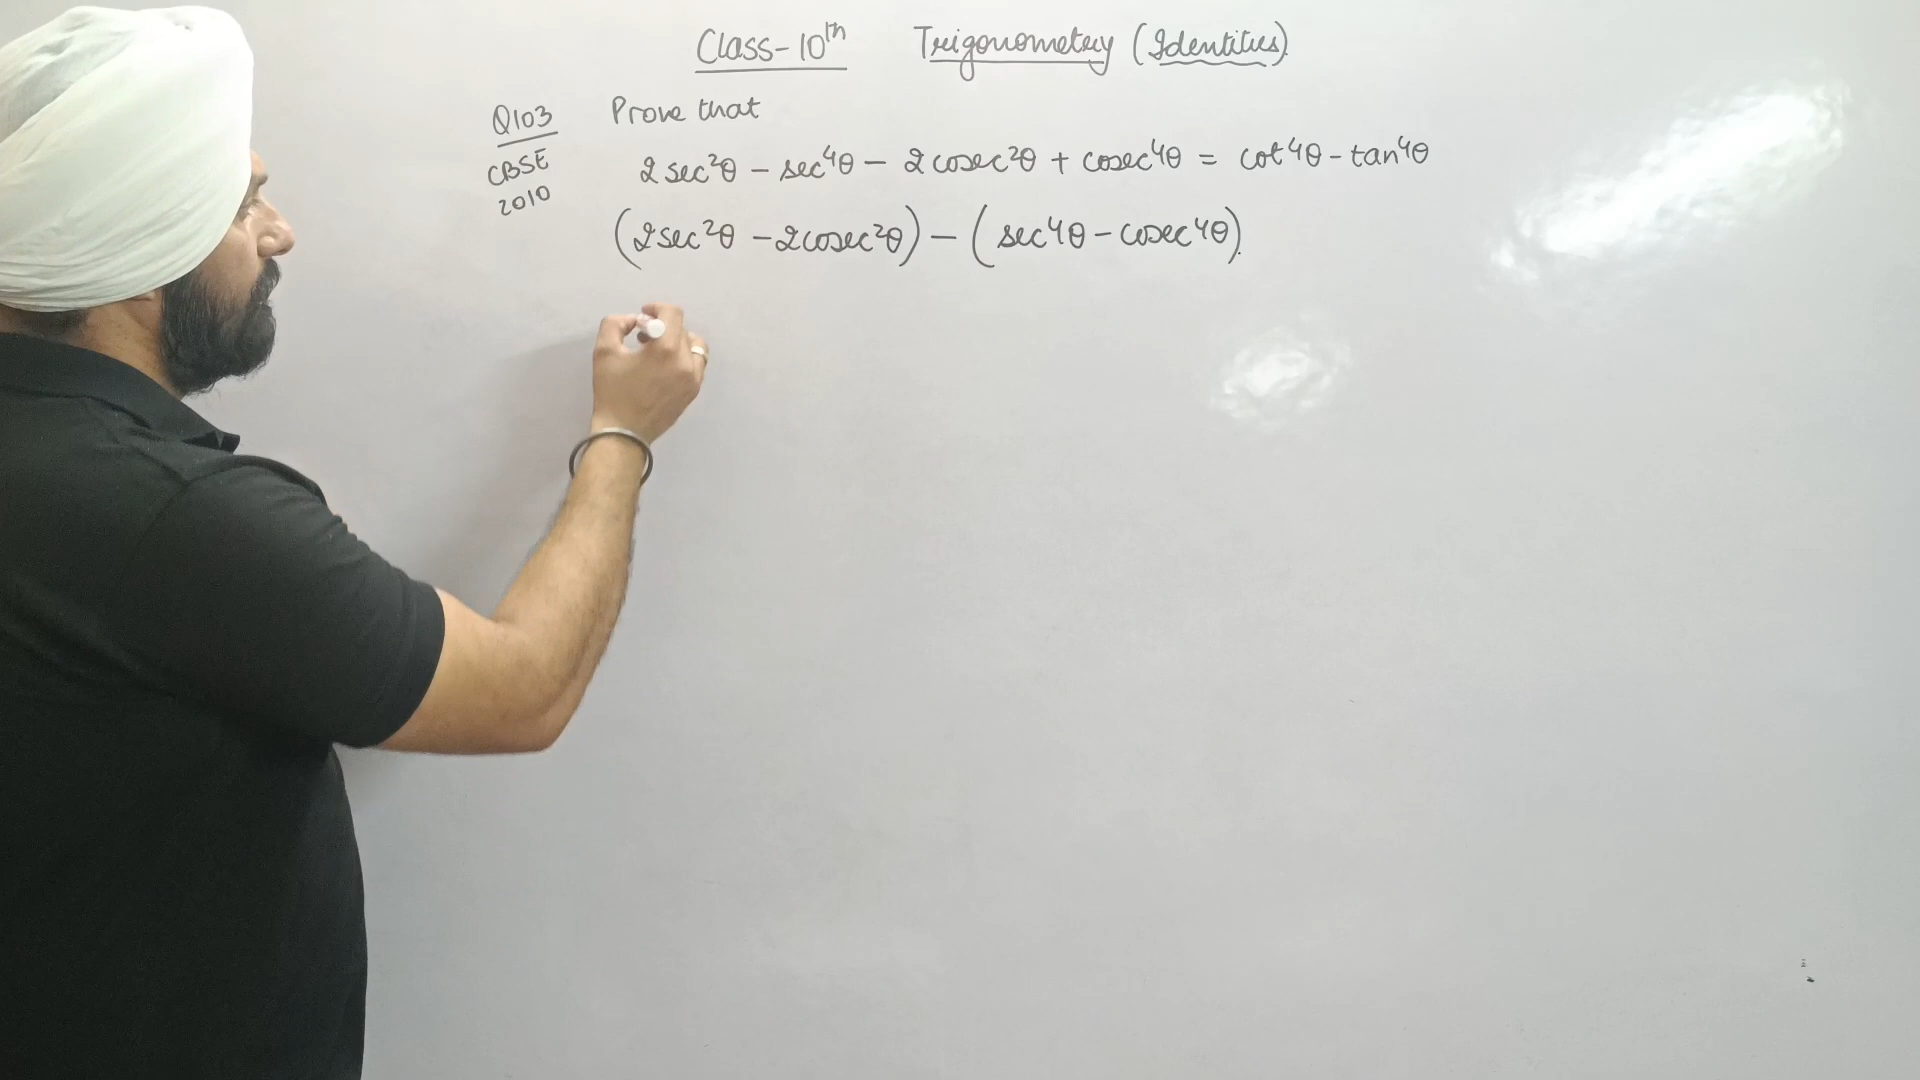 Class-10th Trigonometry (Identities)
Q103 Prove that
CBSE 2010
2sec²θ - sec⁴θ - 2cosec²θ + cosec⁴θ = cot⁴θ - tan⁴θ
(2sec²θ - 2cosec²θ) - (sec⁴θ - cosec⁴θ)